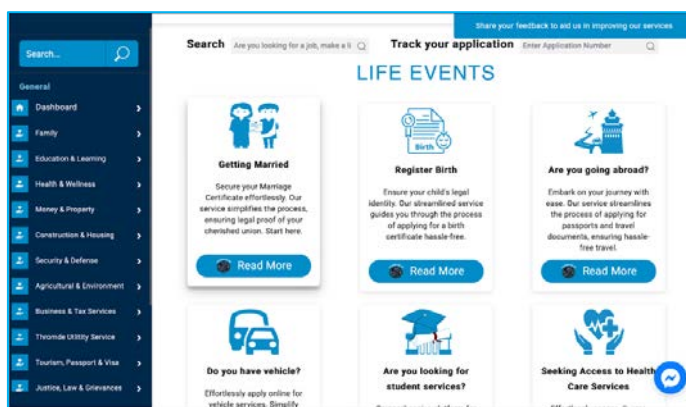 Share your feedback to aid us in improving our services
Search...
Search
Are you looking for a job, make a li
Track your application
Enter Application Number
LIFE EVENTS
General
Dashboard
Family
Education & Learning
Health & Wellness
Money & Property
Construction & Housing
Security & Defense
Agricultural & Environment
Business & Tax Services
Thromde Utility Service
Tourism, Passport & Visa
Justice, Law & Grievances
Getting Married
Secure your Marriage
Certificate effortlessly. Our
service simplifies the process,
ensuring legal proof of your
cherished union. Start here.
Read More
Birth
Register Birth
Ensure your child's legal
identity. Our streamlined service
guides you through the process
of applying for a birth
certificate hassle-free.
Read More
Are you going abroad?
Embark on your journey with
ease. Our service streamlines
the process of applying for
passports and travel
documents, ensuring hassle-
free travel.
Read More
Do you have vehicle?
Effortlessly apply online for
vehicle services. Simplify
Are you looking for
student services?
Seeking Access to Health
Care Services